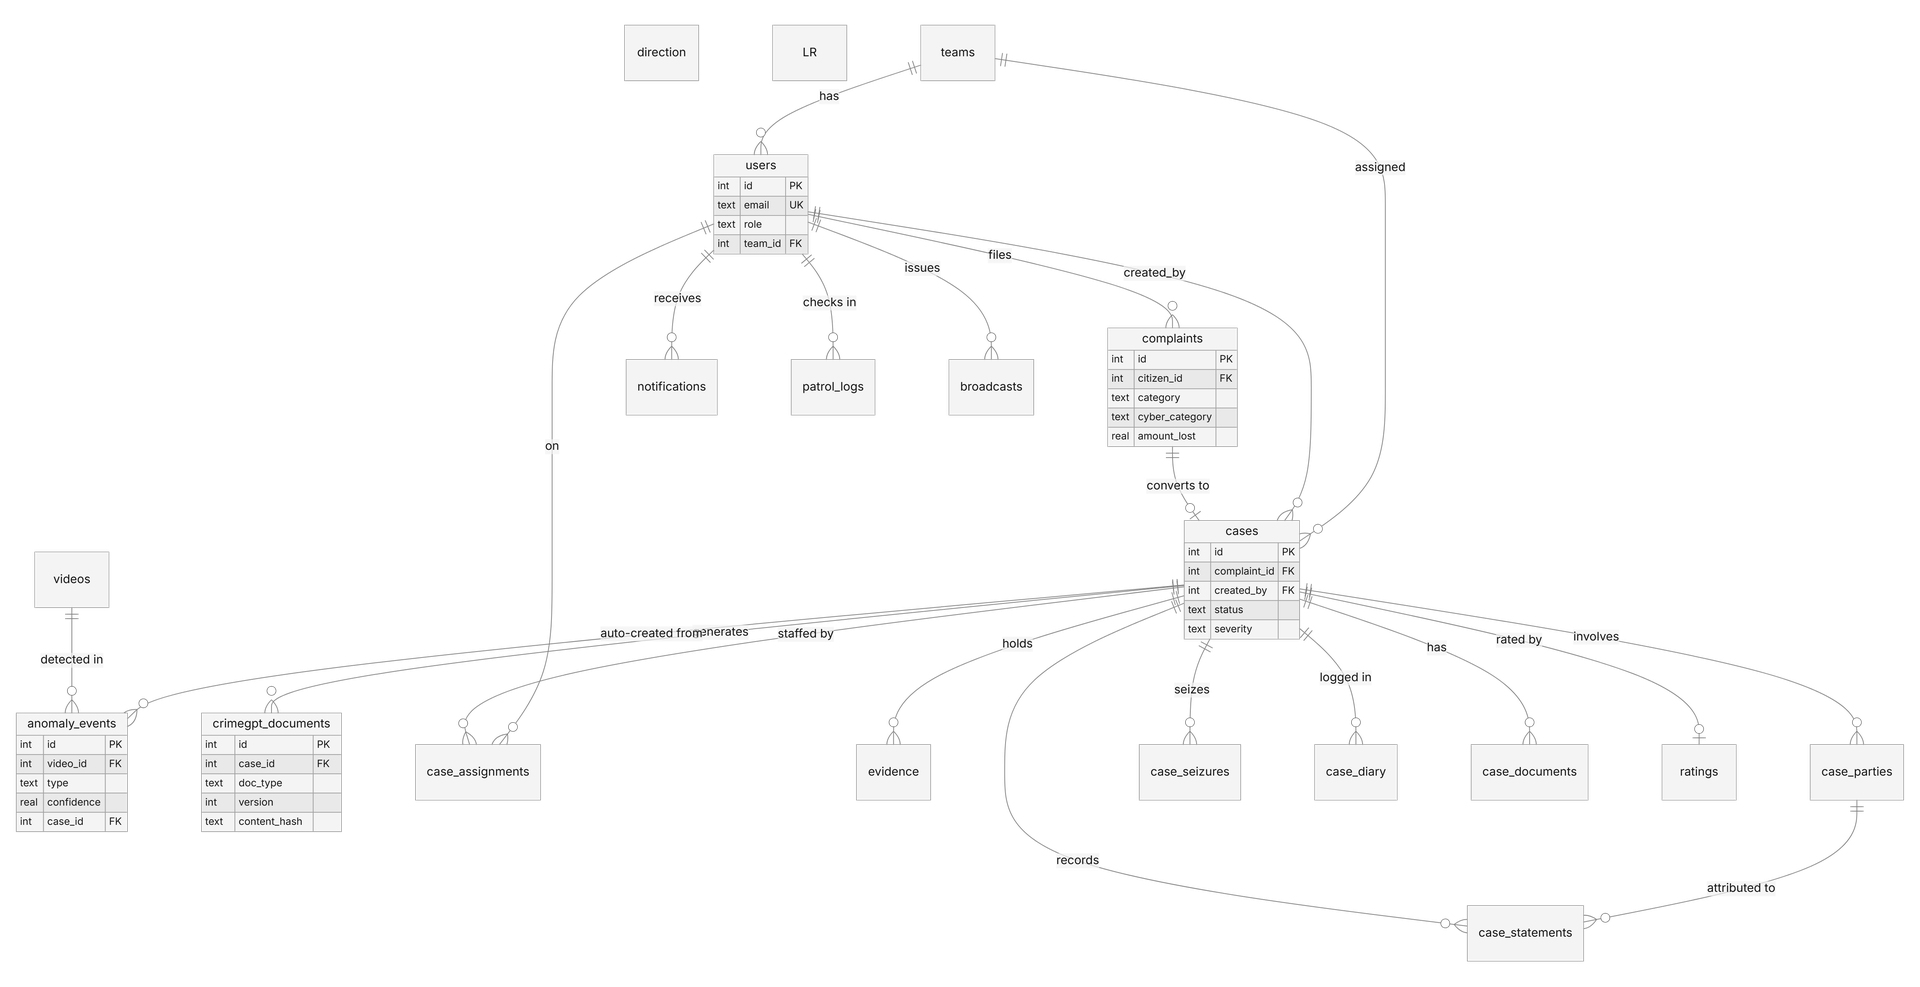 direction
LR
teams
has
assigned
users
int id PK
text email UK
text role
int team_id FK
files
issues
created_by
receives
checks in
complaints
int id PK
int citizen_id FK
text category
text cyber_category
real amount_lost
notifications
patrol_logs
broadcasts
on
converts to
cases
int id PK
int complaint_id FK
int created_by FK
text status
text severity
videos
auto-created from
enerates
staffed by
holds
rated by
involves
has
detected in
logged in
seizes
anomaly_events
int id PK
int video_id FK
text type
real confidence
int case_id FK
crimegpt_documents
int id PK
int case_id FK
text doc_type
int version
text content_hash
case_assignments
evidence
case_seizures
case_diary
case_documents
ratings
case_parties
records
attributed to
case_statements